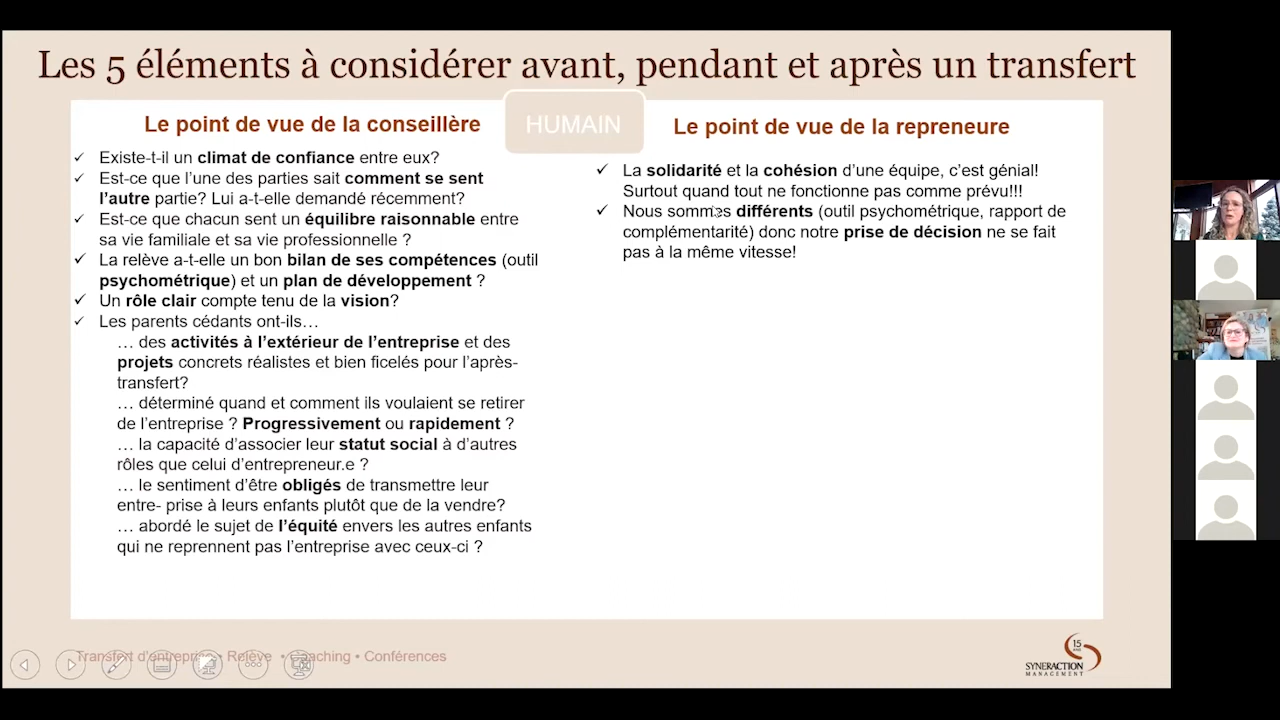 Les 5 éléments à considérer avant, pendant et après un transfert
HUMAIN
Le point de vue de la conseillère
Existe-t-il un climat de confiance entre eux?
Est-ce que l’une des parties sait comment se sent
l’autre partie? Lui a-t-elle demandé récemment?
Est-ce que chacun sent un équilibre raisonnable entre
sa vie familiale et sa vie professionnelle ?
La relève a-t-elle un bon bilan de ses compétences (outil
psychométrique) et un plan de développement ?
Un rôle clair compte tenu de la vision?
Les parents cédants ont-ils…
… des activités à l’extérieur de l’entreprise et des
projets concrets réalistes et bien ficelés pour l’après-
transfert?
… déterminé quand et comment ils voulaient se retirer
de l’entreprise ? Progressivement ou rapidement ?
… la capacité d’associer leur statut social à d’autres
rôles que celui d’entrepreneur.e ?
… le sentiment d’être obligés de transmettre leur
entre- prise à leurs enfants plutôt que de la vendre?
… abordé le sujet de l’équité envers les autres enfants
qui ne reprennent pas l’entreprise avec ceux-ci ?
Le point de vue de la repreneure
La solidarité et la cohésion d’une équipe, c’est génial!
Surtout quand tout ne fonctionne pas comme prévu!!!
Nous sommes différents (outil psychométrique, rapport de
complémentarité) donc notre prise de décision ne se fait
pas à la même vitesse!
Transfert d’entreprise • Relève • Coaching • Conférences
15
ANS
SYNERACTION
MANAGEMENT